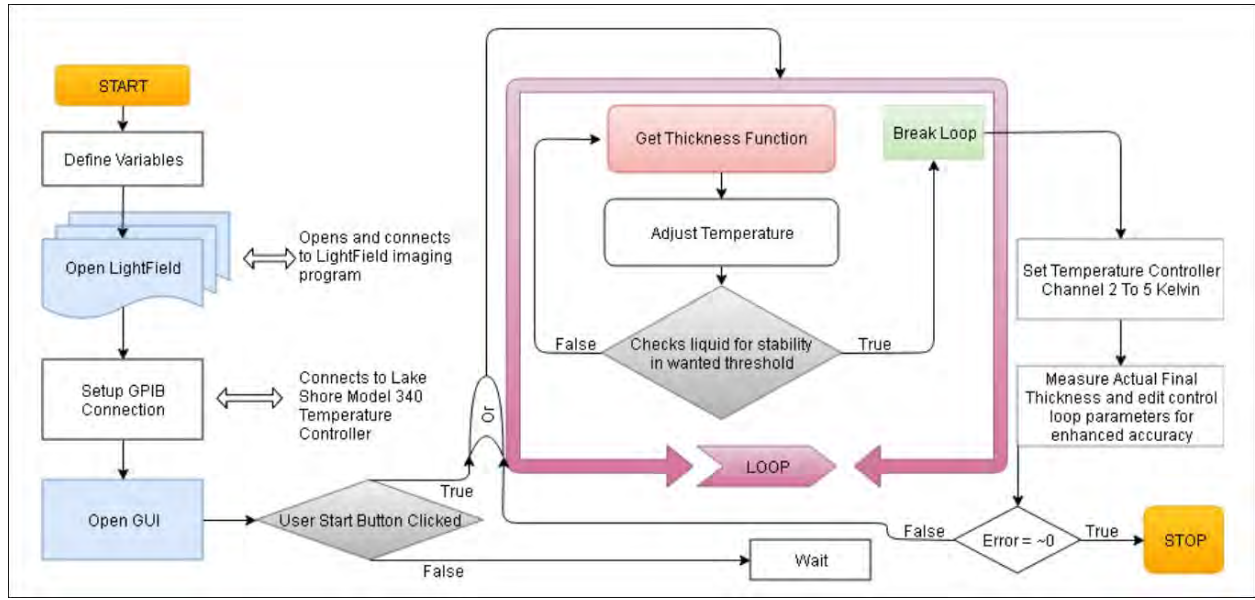 START
Define Variables
Open LightField
Opens and connects
to LightField imaging
program
Setup GPIB
Connection
Connects to Lake
Shore Model 340
Temperature
Controller
Open GUI
User Start Button Clicked
True
False
Wait
Or
Get Thickness Function
Adjust Temperature
Checks liquid for stability
in wanted threshold
False
True
Break Loop
LOOP
Set Temperature Controller
Channel 2 To 5 Kelvin
Measure Actual Final
Thickness and edit control
loop parameters for
enhanced accuracy
Error = ~0
False
True
STOP